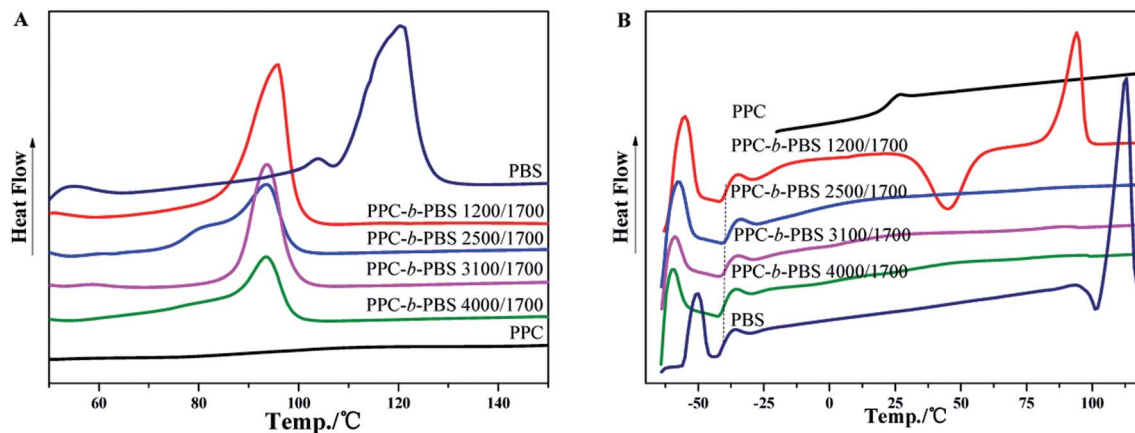 A
Heat Flow
PBS
PPC-b-PBS 1200/1700
PPC-b-PBS 2500/1700
PPC-b-PBS 3100/1700
PPC-b-PBS 4000/1700
PPC
60 80 100 120 140
Temp./℃
B
Heat Flow
PPC
PPC-b-PBS 1200/1700
PPC-b-PBS 2500/1700
PPC-b-PBS 3100/1700
PPC-b-PBS 4000/1700
PBS
-50 -25 0 25 50 75 100
Temp./℃